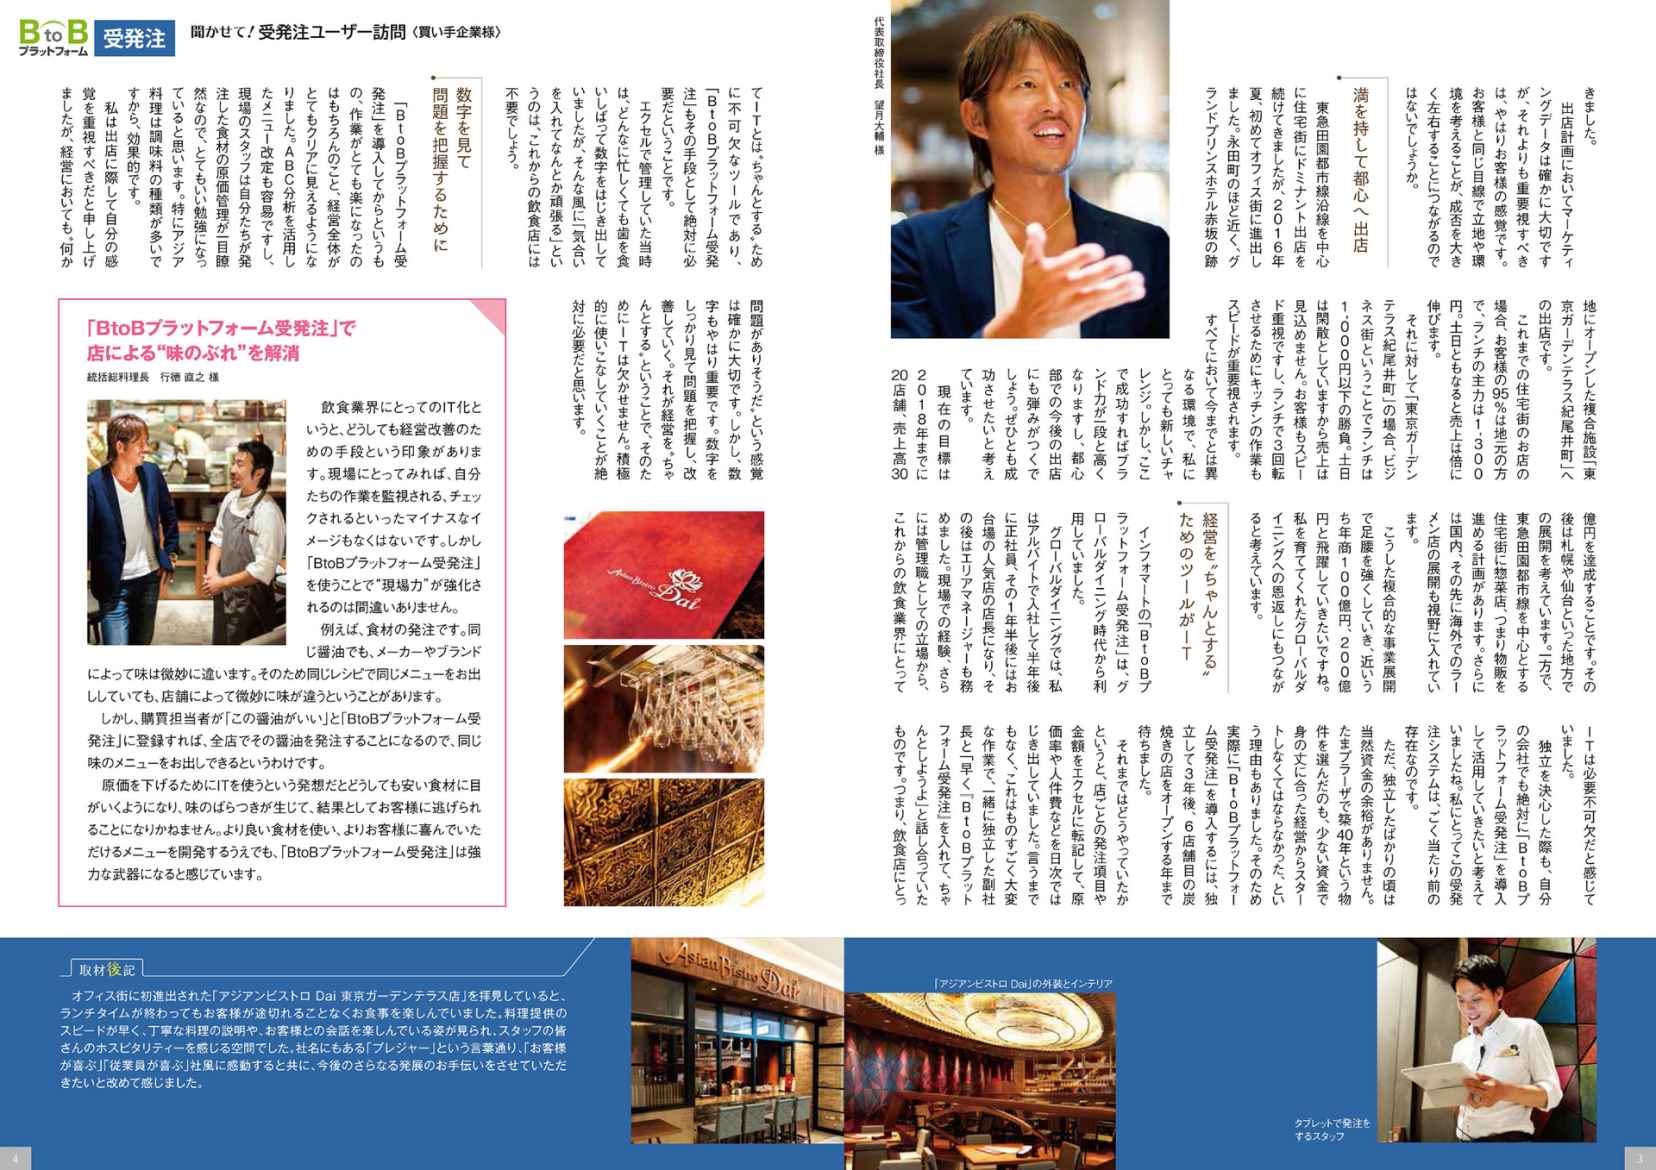 BtoB
プラットフォーム
受発注
聞かせて！受発注ユーザー訪問〈買い手企業様〉
代表取締役社長　望月大輔 様
きました。
　出店計画においてマーケティ
ングデータは確かに大切です
が、それよりも重要視すべき
は、やはりお客様の感覚です。
お客様と同じ目線で立地や環
境を考えることが、成否を大き
く左右することにつながるので
はないでしょうか。
満を持して都心へ出店
　東急田園都市線沿線を中心
に住宅街にドミナント出店を
続けてきましたが、2016年
夏、初めてオフィス街に進出し
ました。永田町のほど近く、グ
ランドプリンスホテル赤坂の跡
地にオープンした複合施設「東
京ガーデンテラス紀尾井町」へ
の出店です。
　これまでの住宅街のお店の
場合、お客様の95％は地元の方
で、ランチの主力は1,300
円。土日ともなると売上は倍に
伸びます。
　それに対して「東京ガーデン
テラス紀尾井町」の場合、ビジ
ネス街ということでランチは
1,000円以下の勝負。土日
は閑散としていますから売上は
見込めません。お客様もスピー
ド重視ですし、ランチで3回転
させるためにキッチンの作業も
スピードが重要視されます。
　すべてにおいて今までとは異
なる環境で、私に
とっても新しいチャ
レンジ。しかし、ここ
で成功すればブラ
ンド力が一段と高く
なりますし、都心
部での今後の出店
にも弾みがつくで
しょう。ぜひとも成
功させたいと考え
ています。
　現在の目標は
2018年までに
20店舗、売上高30
億円を達成することです。その
後は札幌や仙台といった地方で
の展開を考えています。一方で、
東急田園都市線を中心とする
住宅街に惣菜店、つまり物販を
進める計画があります。さらに
は国内、その先に海外でのラー
メン店の展開も視野に入れてい
ます。
　こうした複合的な事業展開
で足腰を強くしていき、近いう
ち年商100億円、200億
円と飛躍していきたいですね。
私を育ててくれたグローバルダ
イニングへの恩返しにもつなが
ると考えています。
経営を“ちゃんとする”
ためのツールがIT
　インフォマートの「BtoBプ
ラットフォーム受発注」は、グ
ローバルダイニング時代から利
用していました。
　グローバルダイニングでは、私
はアルバイトで入社して半年後
に正社員、その1年半後にはお
台場の人気店の店長になり、そ
の後はエリアマネージャーも務
めました。現場での経験、さら
には管理職としての立場から、
これからの飲食業界にとって
ITは必要不可欠だと感じて
いました。
　独立を決心した際も、自分
の会社でも絶対に「BtoBプ
ラットフォーム受発注」を導入
して活用していきたいと考えて
いましたね。私にとってこの受発
注システムは、ごく当たり前の
存在なのです。
　ただ、独立したばかりの頃は
当然資金の余裕がありません。
たまプラーザで築40年という物
件を選んだのも、少ない資金で
身の丈に合った経営からスター
トしなくてはならなかった、とい
う理由もありました。そのため
実際に「BtoBプラットフォー
ム受発注」を導入するには、独
立して3年後、6店舗目の炭
焼きの店をオープンする年まで
待ちました。
　それまではどうやっていたか
というと、店ごとの発注項目や
金額をエクセルに転記して、原
価率や人件費などを日次では
じき出していました。言うまで
もなく、これはものすごく大変
な作業で、一緒に独立した副社
長と「早く『BtoBプラット
フォーム受発注』を入れて、ちゃ
んとしようよ」と話し合っていた
ものです。つまり、飲食店にとっ
てITとは〝ちゃんとする〟ため
に不可欠なツールであり、
「BtoBプラットフォーム受発
注」もその手段として絶対に必
要だということです。
　エクセルで管理していた当時
は、どんなに忙しくても歯を食
いしばって数字をはじき出して
いましたが、そんな風に「気合い
を入れてなんとか頑張る」とい
うのは、これからの飲食店には
不要でしょう。
数字を見て
問題を把握するために
　「BtoBプラットフォーム受
発注」を導入してからというも
の、作業がとても楽になったの
はもちろんのこと、経営全体が
とてもクリアに見えるようにな
りました。ABC分析を活用し
たメニュー改定も容易ですし、
現場のスタッフは自分たちが発
注した食材の原価管理が一目瞭
然なので、とてもいい勉強になっ
ていると思います。特にアジア
料理は調味料の種類が多いで
すから、効果的です。
　私は出店に際して自分の感
覚を重視すべきだと申し上げ
ましたが、経営においても、〝何か
問題がありそうだ〟という感覚
は確かに大切です。しかし、数
字もやはり重要です。数字を
しっかり見て問題を把握し、改
善していく。それが経営を〝ちゃ
んとする〟ということで、そのた
めにITは欠かせません。積極
的に使いこなしていくことが絶
対に必要だと思います。
「BtoBプラットフォーム受発注」で
店による“味のぶれ”を解消
統括総料理長　行徳 直之 様
　飲食業界にとってのIT化と
いうと、どうしても経営改善のた
めの手段という印象がありま
す。現場にとってみれば、自分
たちの作業を監視される、チェッ
クされるといったマイナスなイ
メージもなくはないです。しかし
「BtoBプラットフォーム受発注」
を使うことで“現場力”が強化さ
れるのは間違いありません。
　例えば、食材の発注です。同
じ醤油でも、メーカーやブランド
によって味は微妙に違います。そのため同じレシピで同じメニューをお出
ししていても、店舗によって微妙に味が違うということがあります。
　しかし、購買担当者が「この醤油がいい」と「BtoBプラットフォーム受
発注」に登録すれば、全店でその醤油を発注することになるので、同じ
味のメニューをお出しできるというわけです。
　原価を下げるためにITを使うという発想だとどうしても安い食材に目
がいくようになり、味のばらつきが生じて、結果としてお客様に逃げられ
ることになりかねません。より良い食材を使い、よりお客様に喜んでいた
だけるメニューを開発するうえでも、「BtoBプラットフォーム受発注」は強
力な武器になると感じています。
Asian Bistro
Dai
取材後記
　オフィス街に初進出された「アジアンビストロ Dai 東京ガーデンテラス店」を拝見していると、
ランチタイムが終わってもお客様が途切れることなくお食事を楽しんでいました。料理提供の
スピードが早く、丁寧な料理の説明や、お客様との会話を楽しんでいる姿が見られ、スタッフの皆
さんのホスピタリティーを感じる空間でした。社名にもある「プレジャー」という言葉通り、「お客様
が喜ぶ」「従業員が喜ぶ」社風に感動すると共に、今後のさらなる発展のお手伝いをさせていただ
きたいと改めて感じました。
Asian Bistro Dai
「アジアンビストロ Dai」の外装とインテリア
タブレットで発注を
するスタッフ
4
3